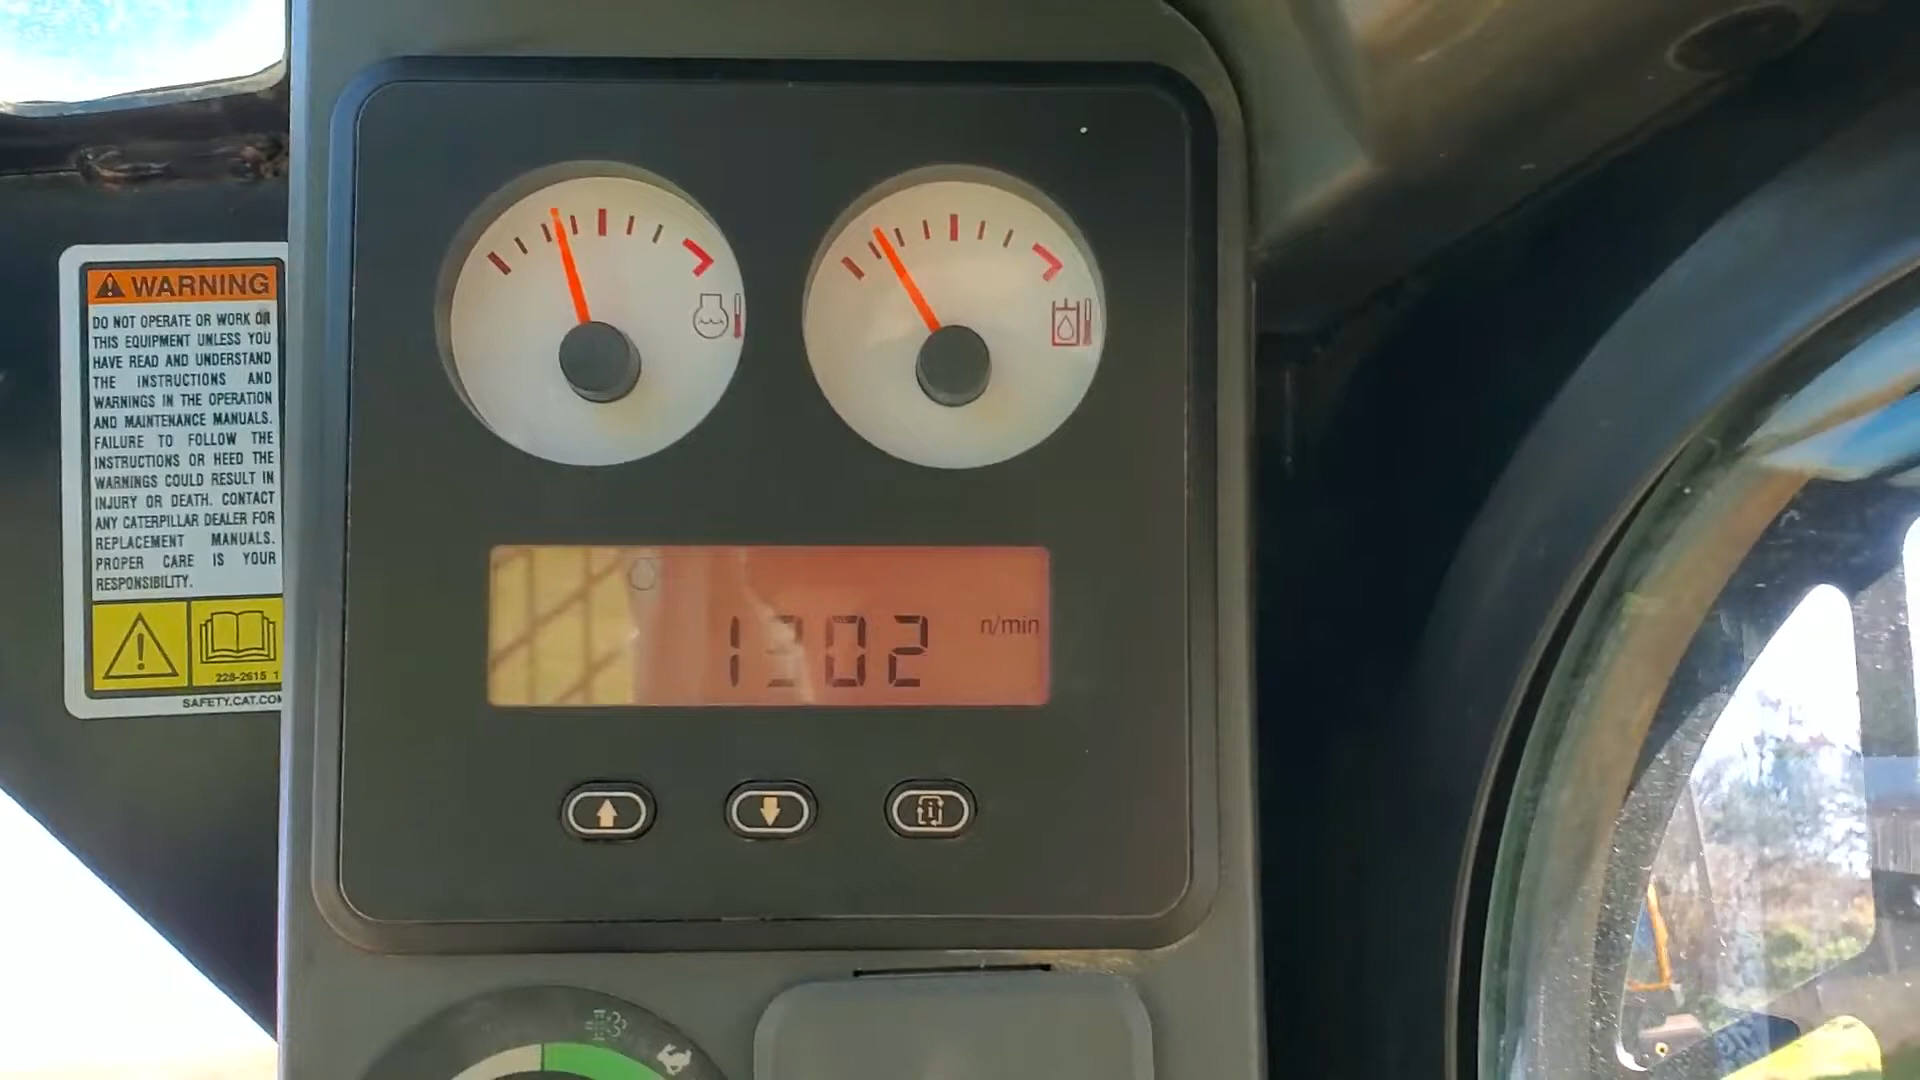 WARNING
DO NOT OPERATE OR WORK ON
THIS EQUIPMENT UNLESS YOU
HAVE READ AND UNDERSTAND
THE INSTRUCTIONS AND
WARNINGS IN THE OPERATION
AND MAINTENANCE MANUALS.
FAILURE TO FOLLOW THE
INSTRUCTIONS OR HEED THE
WARNINGS COULD RESULT IN
INJURY OR DEATH. CONTACT
ANY CATERPILLAR DEALER FOR
REPLACEMENT MANUALS.
PROPER CARE IS YOUR
RESPONSIBILITY.
228-2615 1
SAFETY.CAT.COM
1302 n/min